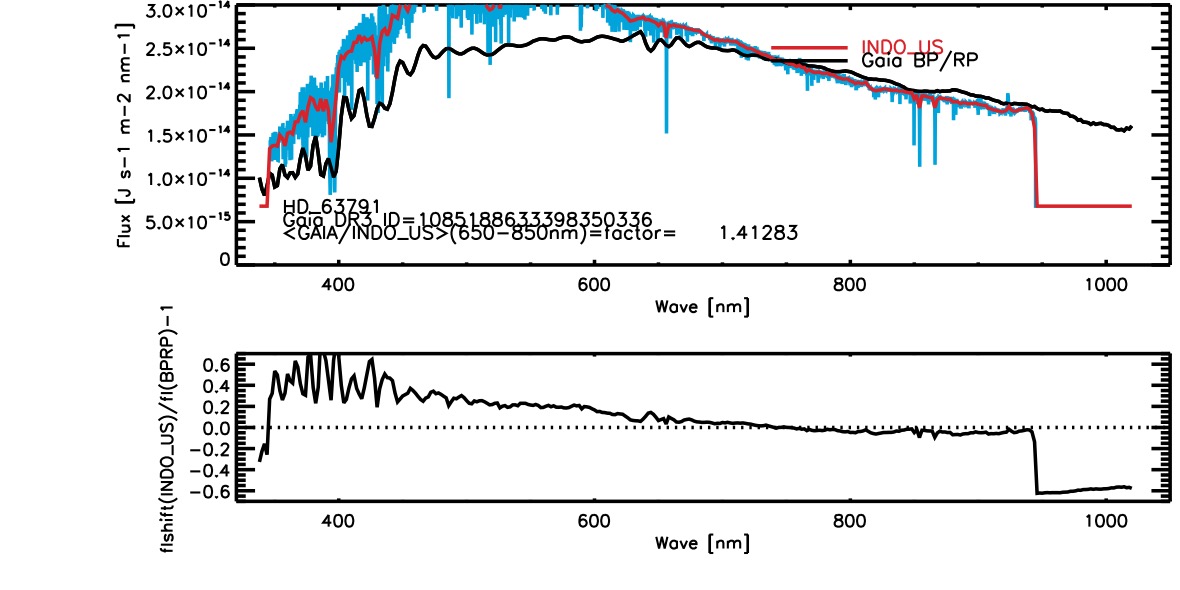 3.0×10⁻¹⁴
2.5×10⁻¹⁴
2.0×10⁻¹⁴
1.5×10⁻¹⁴
1.0×10⁻¹⁴
5.0×10⁻¹⁵
0
Flux [J s−1 m−2 nm−1]
INDO_US
Gaia BP/RP
HD_63791
Gaia DR3 ID=1085188633398350336
<GAIA/INDO_US>(650−850nm)=factor= 1.41283
400 600 800 1000
Wave [nm]
flshift(INDO_US)/fl(BPRP)−1
0.6
0.4
0.2
0.0
−0.2
−0.4
−0.6
400 600 800 1000
Wave [nm]